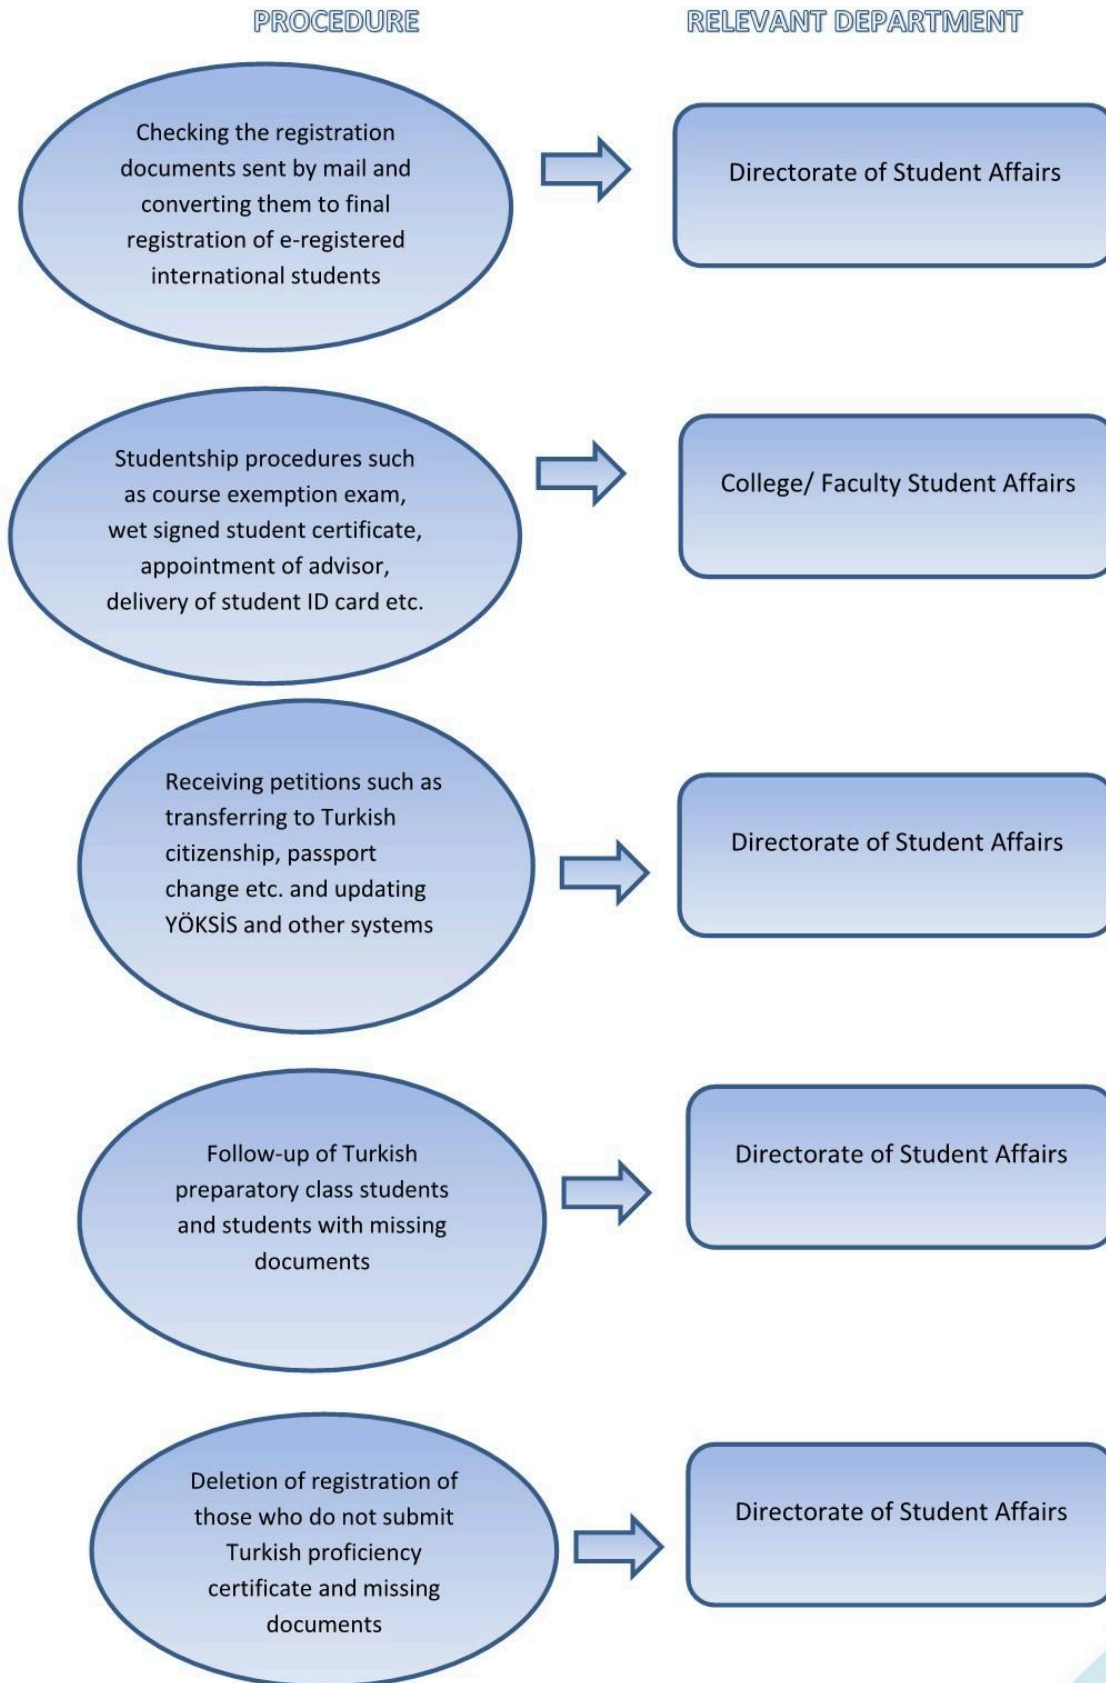 PROCEDURE
RELEVANT DEPARTMENT
Checking the registration
documents sent by mail and
converting them to final
registration of e-registered
international students
Directorate of Student Affairs
Studentship procedures such
as course exemption exam,
wet signed student certificate,
appointment of advisor,
delivery of student ID card etc.
College/ Faculty Student Affairs
Receiving petitions such as
transferring to Turkish
citizenship, passport
change etc. and updating
YÖKSİS and other systems
Directorate of Student Affairs
Follow-up of Turkish
preparatory class students
and students with missing
documents
Directorate of Student Affairs
Deletion of registration of
those who do not submit
Turkish proficiency
certificate and missing
documents
Directorate of Student Affairs